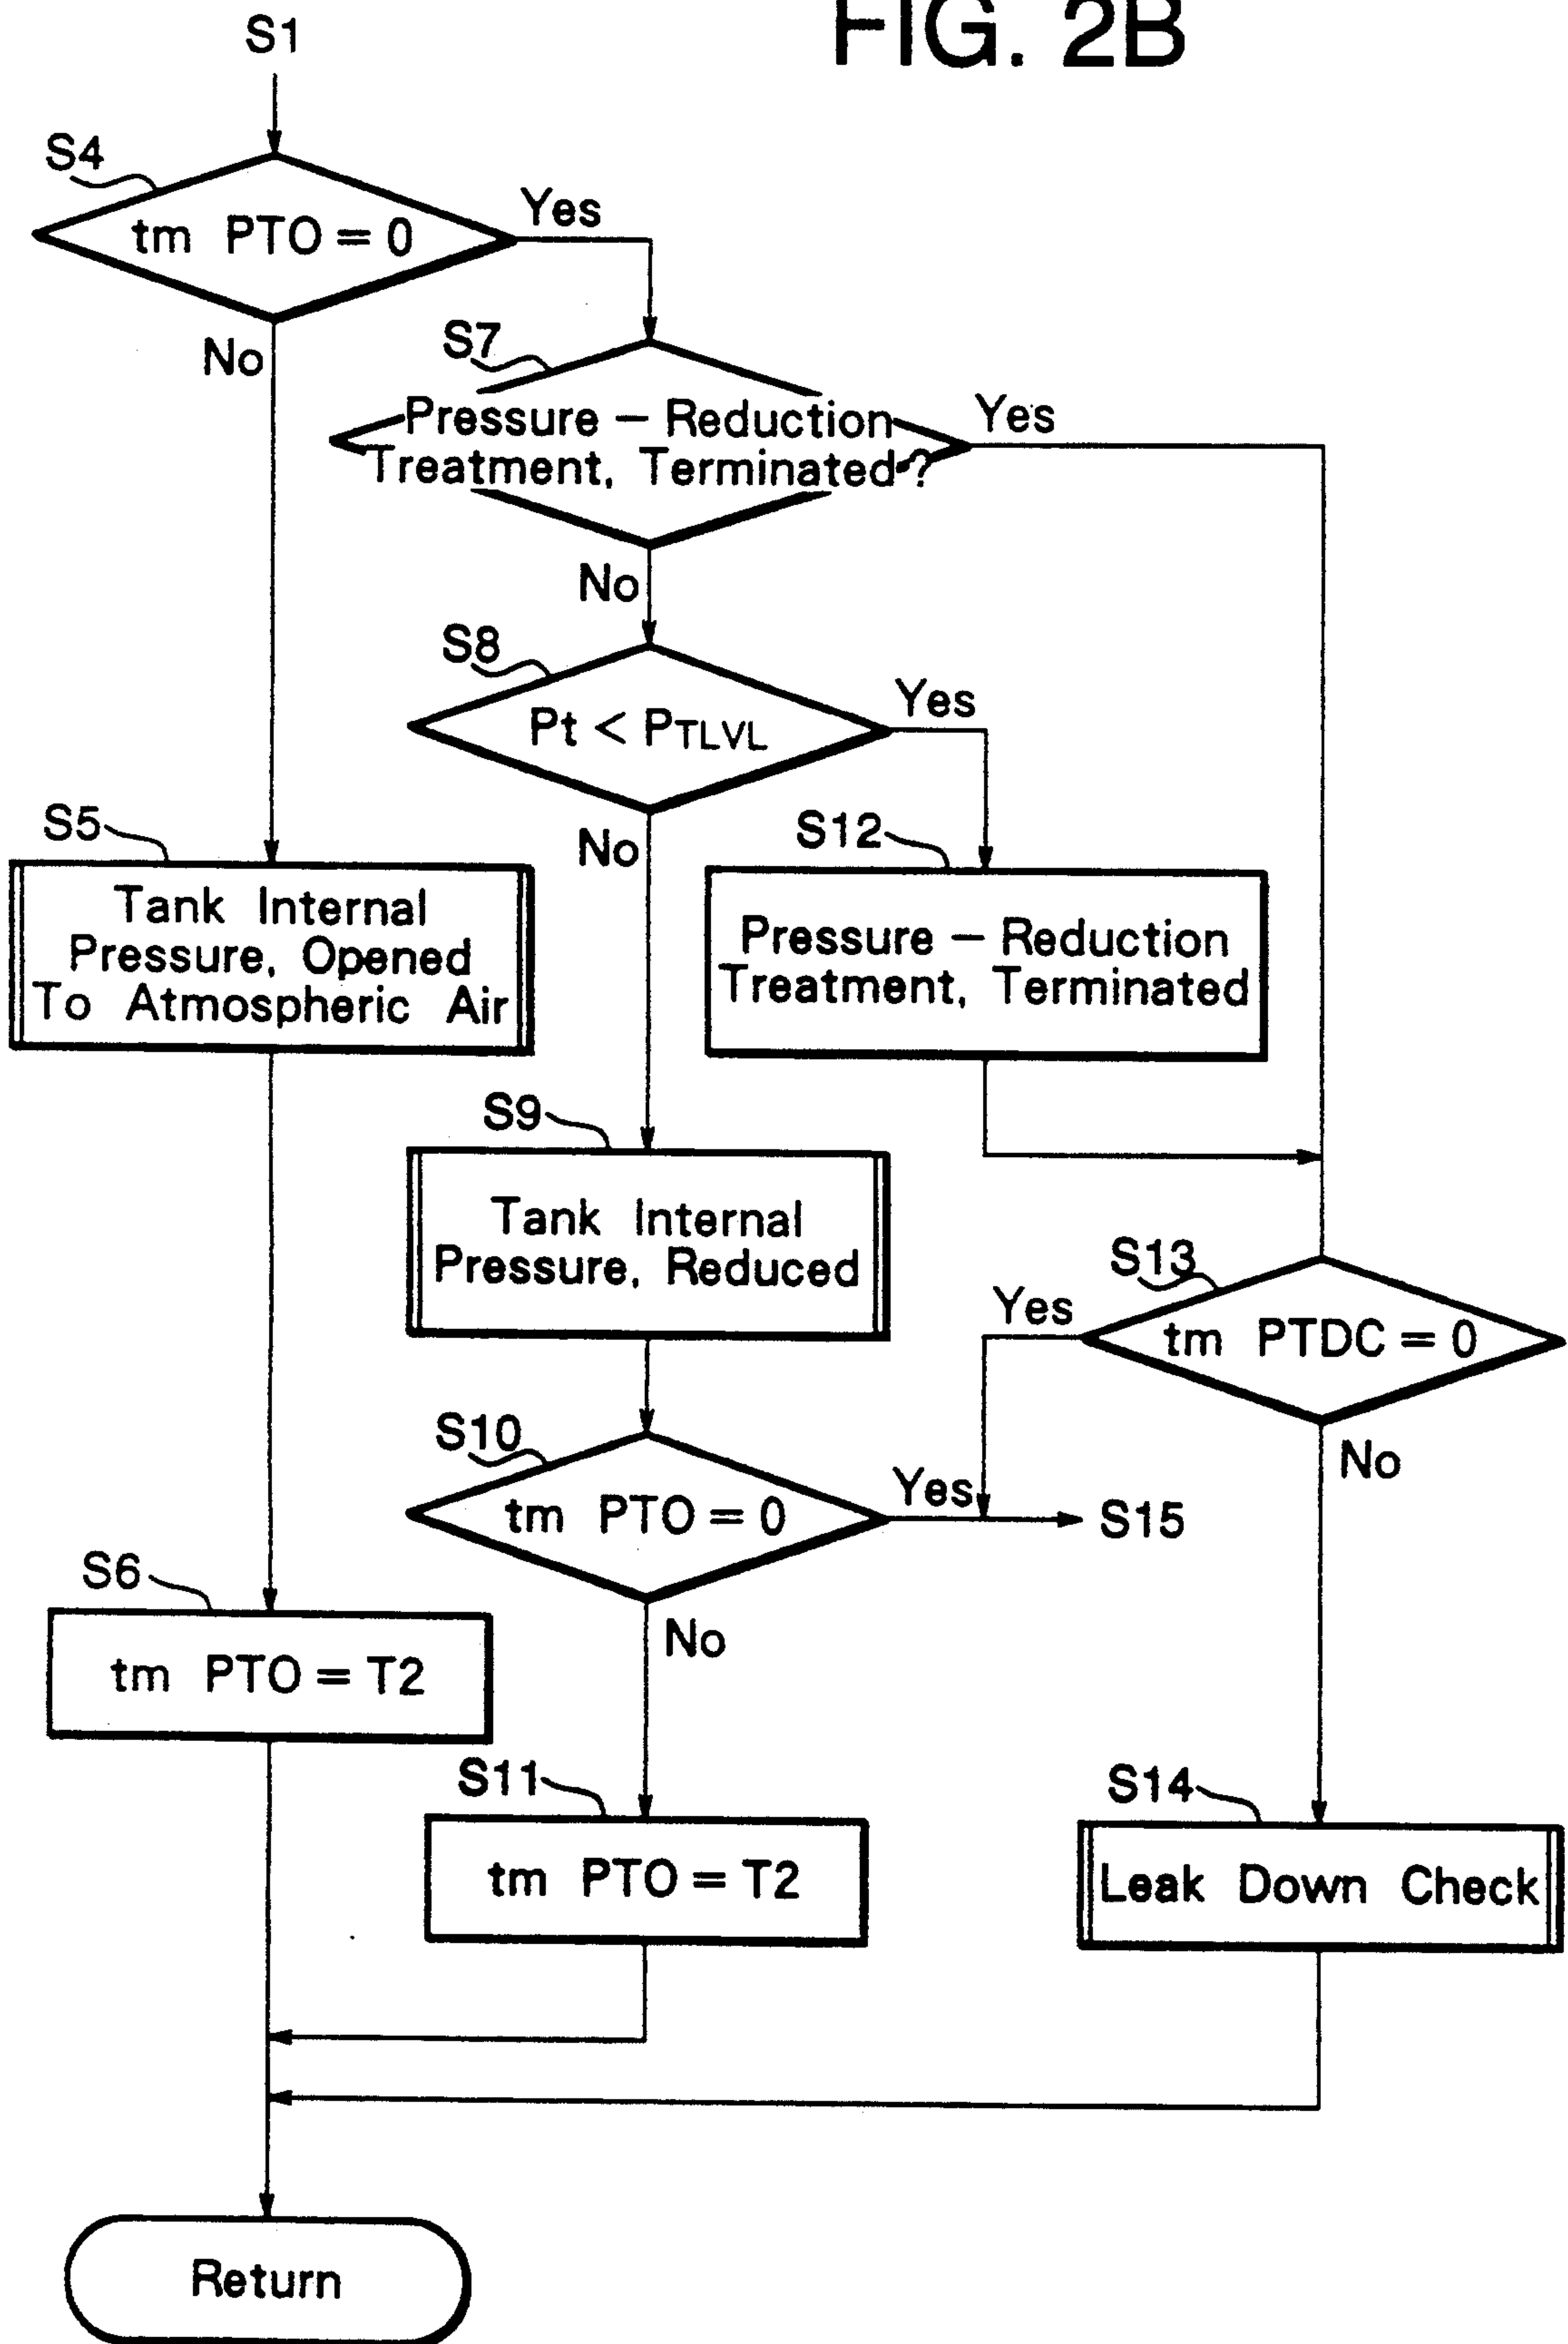 FIG. 2B
S1
S4
tm PTO = 0
Yes
No
S7
Pressure – Reduction
Treatment, Terminated ?
Yes
No
S8
Pt < PTLVL
Yes
No
S5
Tank Internal
Pressure, Opened
To Atmospheric Air
S12
Pressure – Reduction
Treatment, Terminated
S9
Tank Internal
Pressure, Reduced
S13
tm PTDC = 0
Yes
No
S10
tm PTO = 0
Yes
S15
No
S6
tm PTO = T2
S11
tm PTO = T2
S14
Leak Down Check
Return